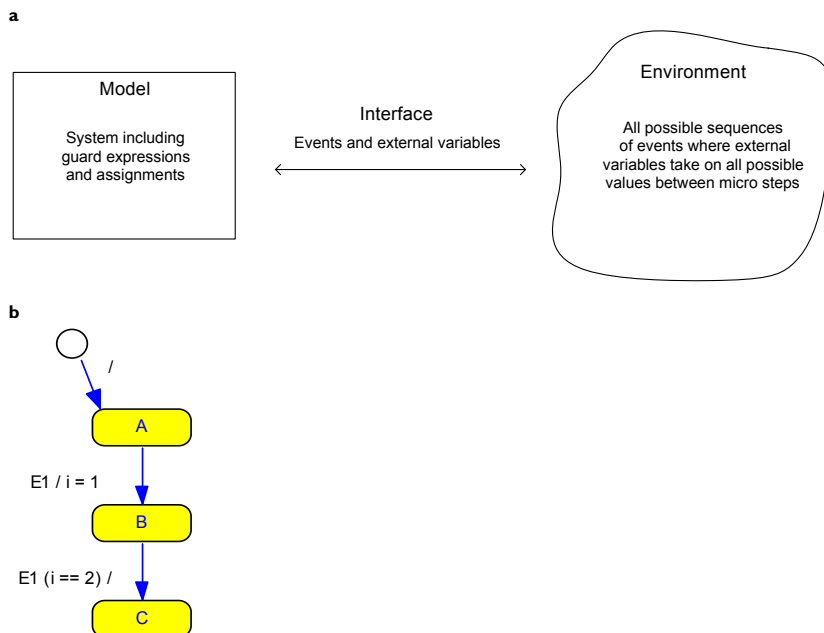 a
Model
System including
guard expressions
and assignments
Interface
Events and external variables
Environment
All possible sequences
of events where external
variables take on all possible
values between micro steps
b
/
A
E1 / i = 1
B
E1 (i == 2) /
C